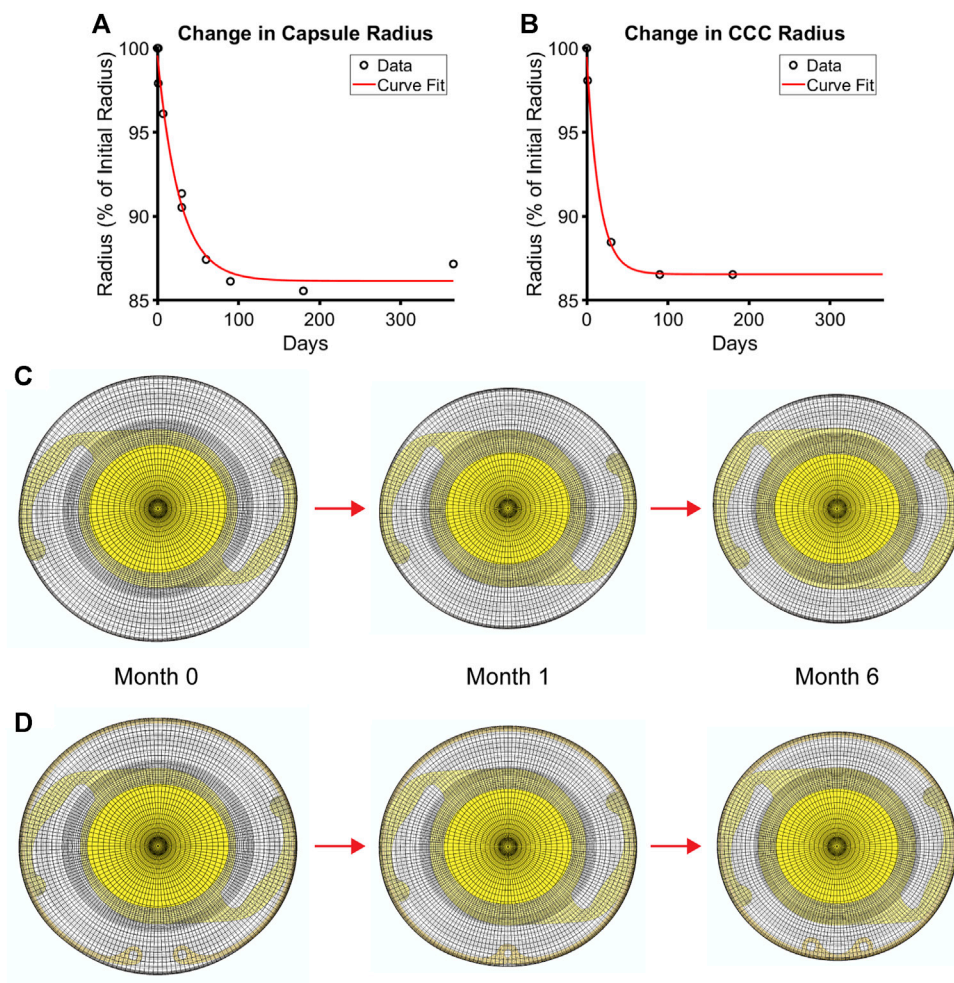 A
Change in Capsule Radius
100
95
90
85
Radius (% of Initial Radius)
Data
Curve Fit
0
100
200
300
Days
B
Change in CCC Radius
100
95
90
85
Radius (% of Initial Radius)
Data
Curve Fit
0
100
200
300
Days
C
Month 0
Month 1
Month 6
D